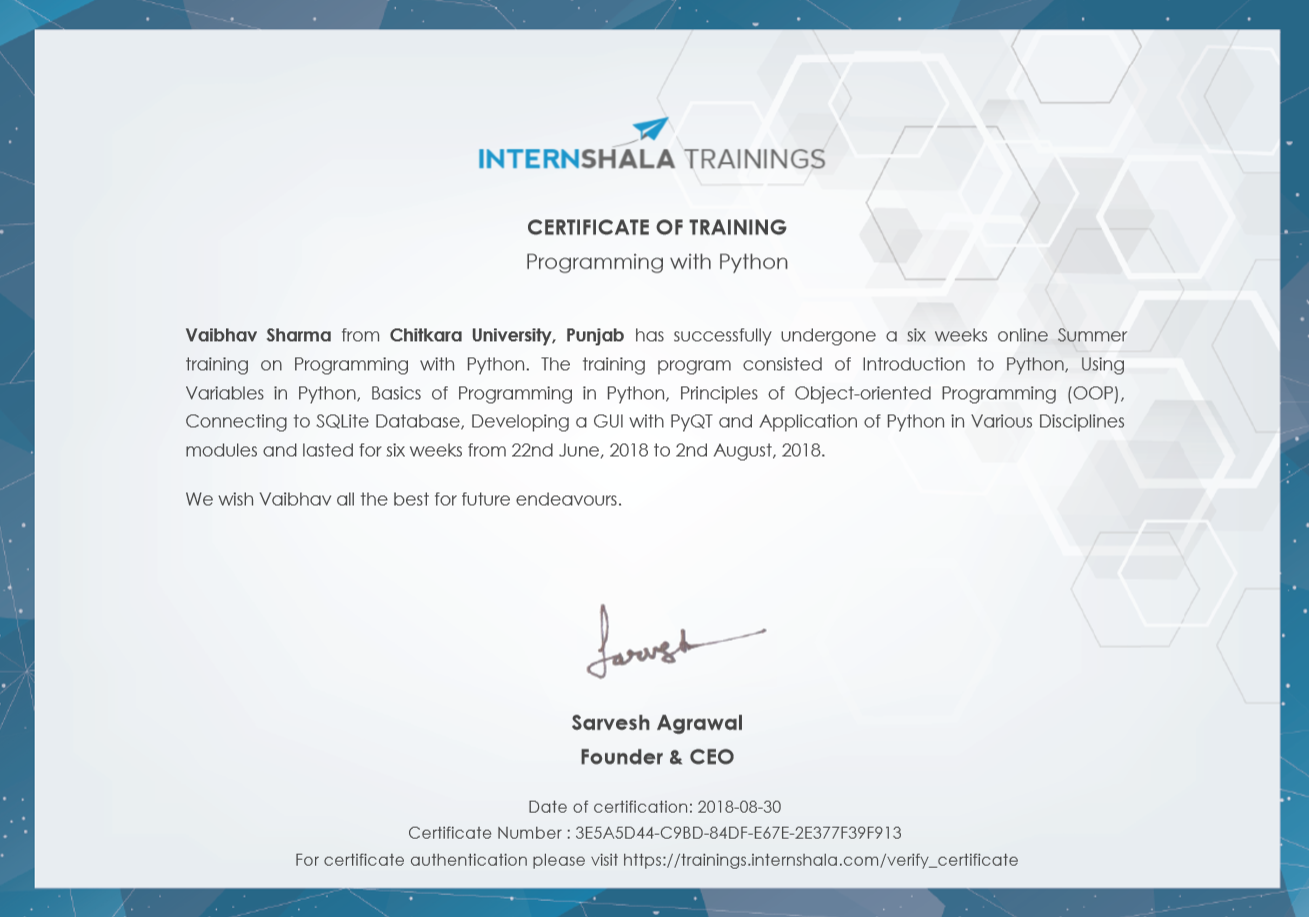 INTERNSHALA TRAININGS
CERTIFICATE OF TRAINING
Programming with Python
Vaibhav Sharma from Chitkara University, Punjab has successfully undergone a six weeks online Summer
training on Programming with Python. The training program consisted of Introduction to Python, Using
Variables in Python, Basics of Programming in Python, Principles of Object-oriented Programming (OOP),
Connecting to SQLite Database, Developing a GUI with PyQT and Application of Python in Various Disciplines
modules and lasted for six weeks from 22nd June, 2018 to 2nd August, 2018.
We wish Vaibhav all the best for future endeavours.
Sarvesh
Sarvesh Agrawal
Founder & CEO
Date of certification: 2018-08-30
Certificate Number : 3E5A5D44-C9BD-84DF-E67E-2E377F39F913
For certificate authentication please visit https://trainings.internshala.com/verify_certificate